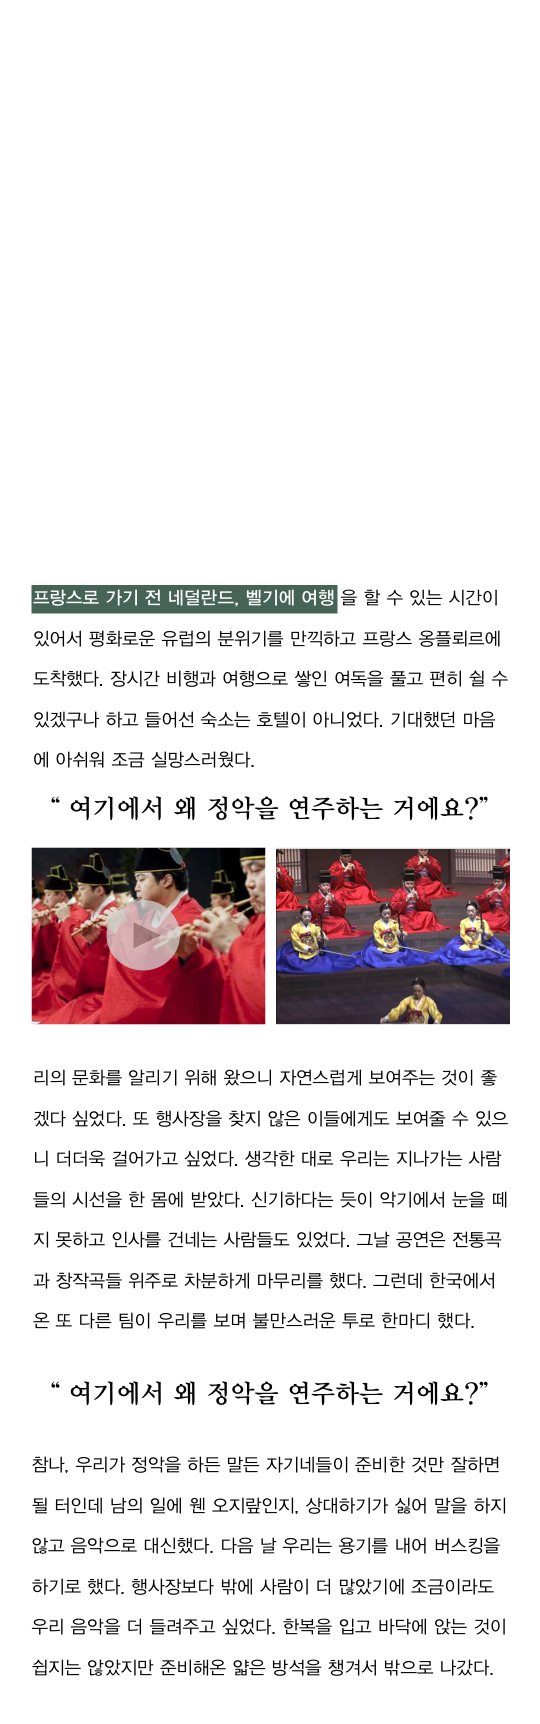 프랑스로 가기 전 네덜란드, 벨기에 여행을 할 수 있는 시간이
있어서 평화로운 유럽의 분위기를 만끽하고 프랑스 옹플뢰르에
도착했다. 장시간 비행과 여행으로 쌓인 여독을 풀고 편히 쉴 수
있겠구나 하고 들어선 숙소는 호텔이 아니었다. 기대했던 마음
에 아쉬워 조금 실망스러웠다.
“ 여기에서 왜 정악을 연주하는 거에요?”
리의 문화를 알리기 위해 왔으니 자연스럽게 보여주는 것이 좋
겠다 싶었다. 또 행사장을 찾지 않은 이들에게도 보여줄 수 있으
니 더더욱 걸어가고 싶었다. 생각한 대로 우리는 지나가는 사람
들의 시선을 한 몸에 받았다. 신기하다는 듯이 악기에서 눈을 떼
지 못하고 인사를 건네는 사람들도 있었다. 그날 공연은 전통곡
과 창작곡들 위주로 차분하게 마무리를 했다. 그런데 한국에서
온 또 다른 팀이 우리를 보며 불만스러운 투로 한마디 했다.
“ 여기에서 왜 정악을 연주하는 거에요?”
참나, 우리가 정악을 하든 말든 자기네들이 준비한 것만 잘하면
될 터인데 남의 일에 웬 오지랖인지, 상대하기가 싫어 말을 하지
않고 음악으로 대신했다. 다음 날 우리는 용기를 내어 버스킹을
하기로 했다. 행사장보다 밖에 사람이 더 많았기에 조금이라도
우리 음악을 더 들려주고 싶었다. 한복을 입고 바닥에 앉는 것이
쉽지는 않았지만 준비해온 얇은 방석을 챙겨서 밖으로 나갔다.